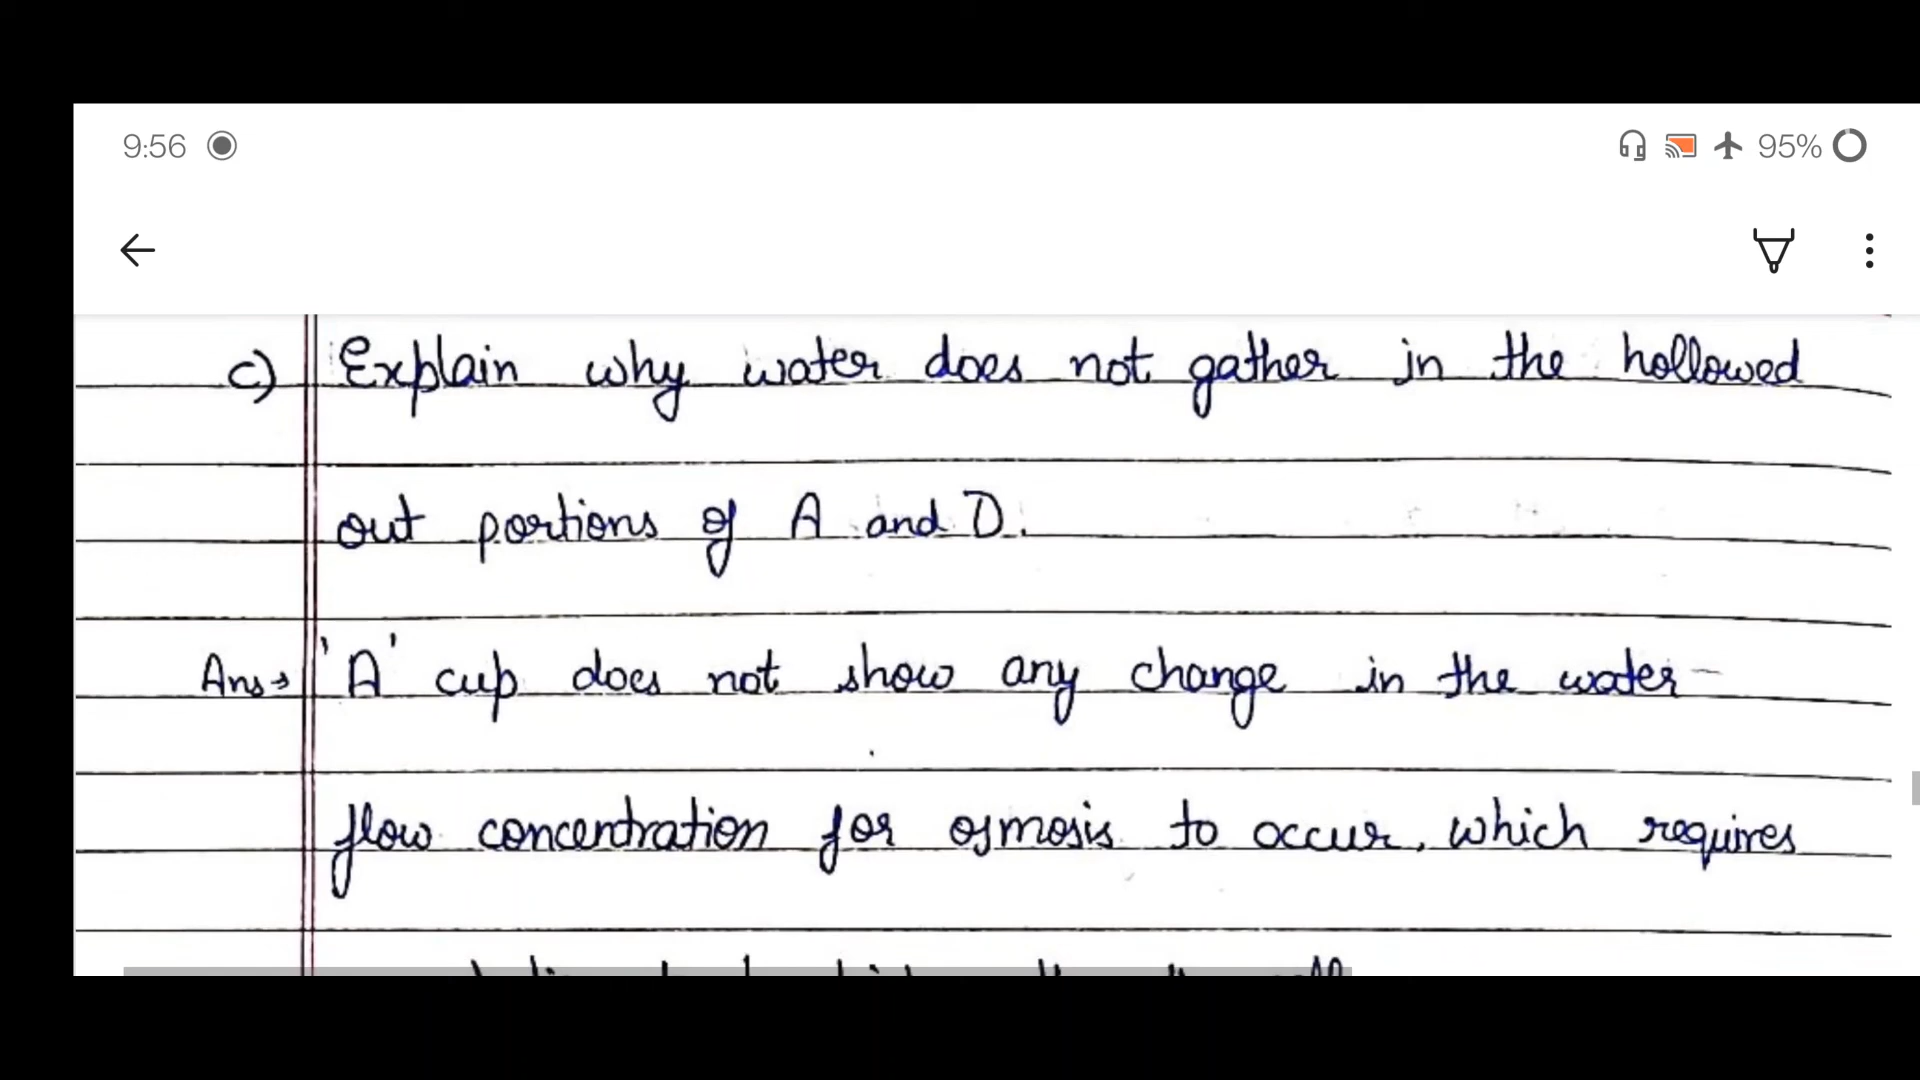 9:56 95%
c) Explain why water does not gather in the hollowed
out portions of A and D.
Ans→ 'A' cup does not show any change in the water-
flow concentration for osmosis to occur, which requires